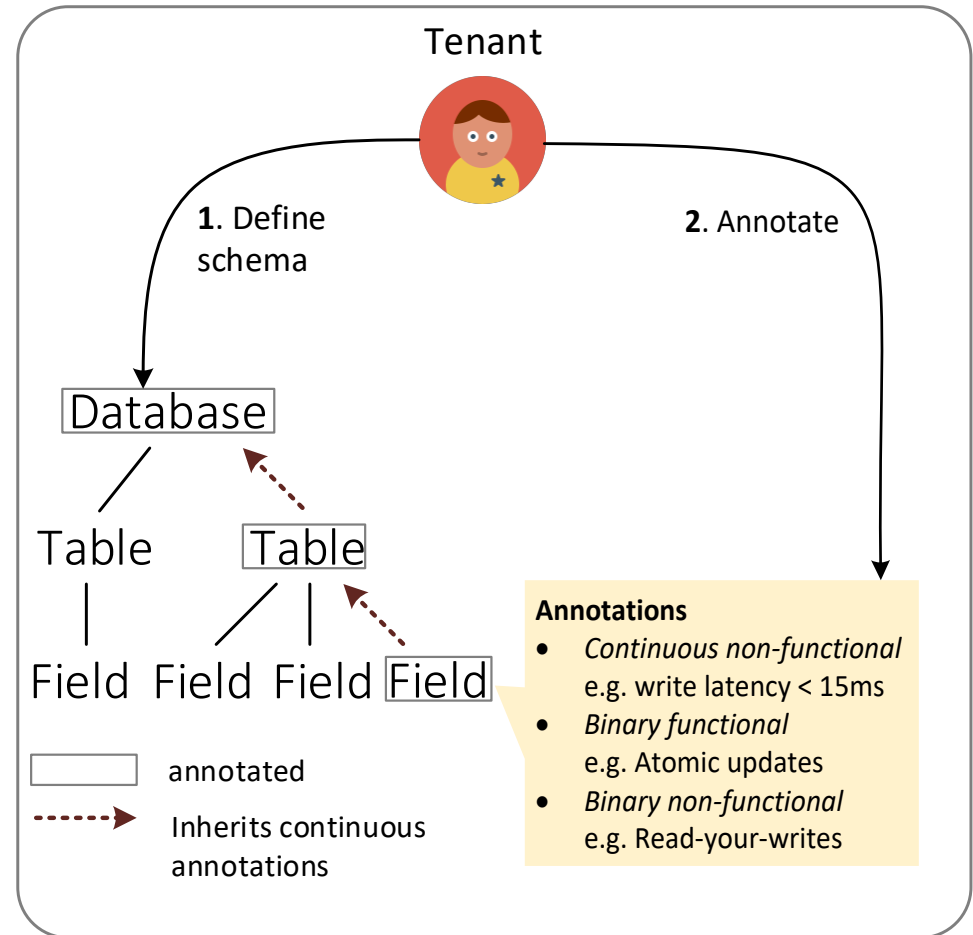 Tenant
1. Define
schema
2. Annotate
Database
Table
Table
Field
Field
Field
Field
Annotations
• Continuous non-functional
e.g. write latency < 15ms
• Binary functional
e.g. Atomic updates
• Binary non-functional
e.g. Read-your-writes
annotated
Inherits continuous
annotations